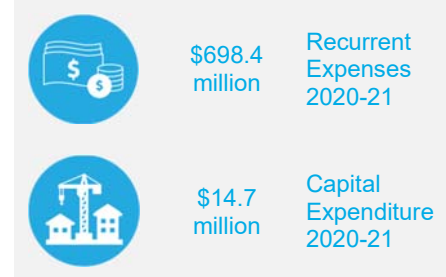 $
$
$698.4
million
Recurrent
Expenses
2020-21
$14.7
million
Capital
Expenditure
2020-21